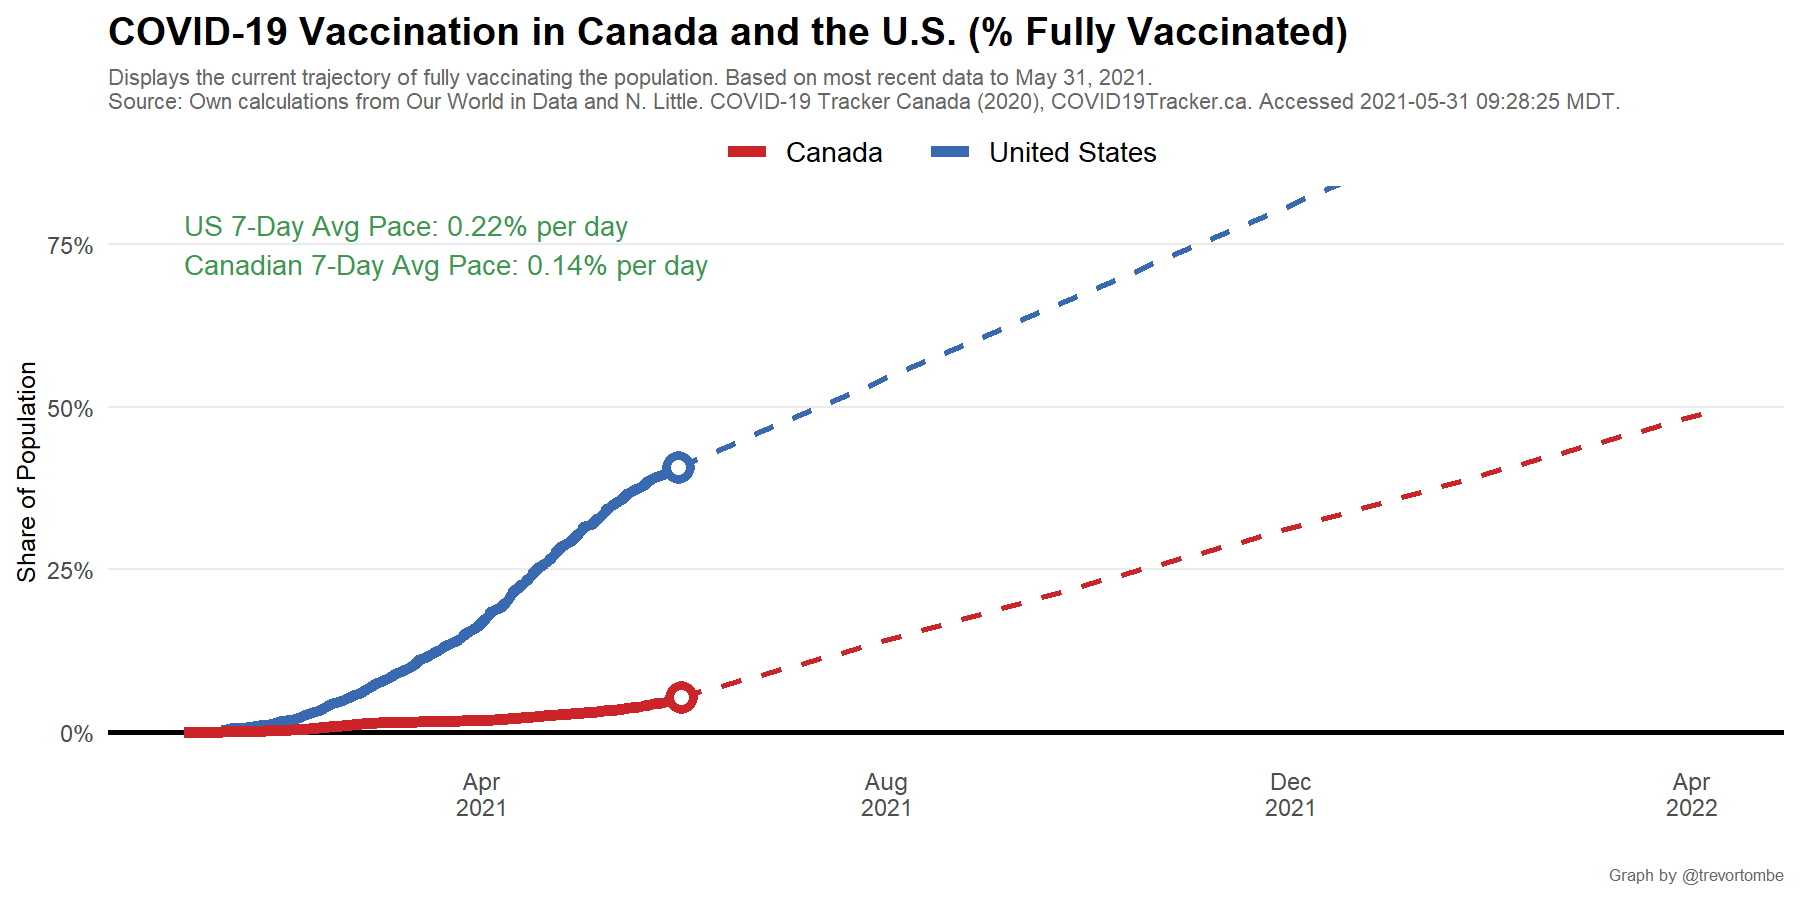 COVID-19 Vaccination in Canada and the U.S. (% Fully Vaccinated)
Displays the current trajectory of fully vaccinating the population. Based on most recent data to May 31, 2021.
Source: Own calculations from Our World in Data and N. Little. COVID-19 Tracker Canada (2020), COVID19Tracker.ca. Accessed 2021-05-31 09:28:25 MDT.
Canada
United States
US 7-Day Avg Pace: 0.22% per day
Canadian 7-Day Avg Pace: 0.14% per day
Share of Population
75%
50%
25%
0%
Apr
2021
Aug
2021
Dec
2021
Apr
2022
Graph by @trevortombe